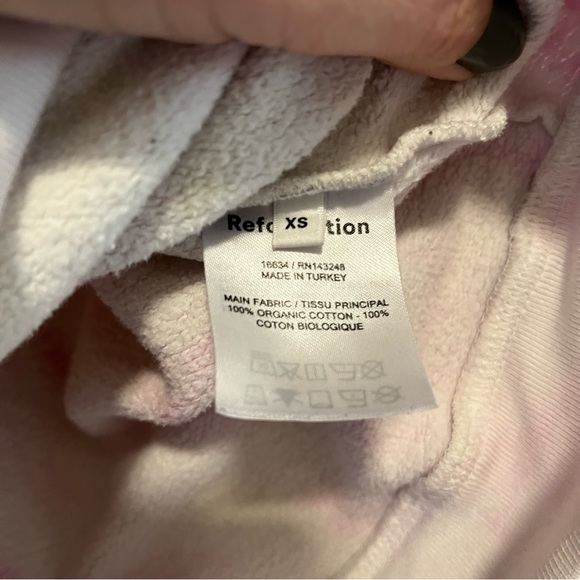 Refo
XS
tion
16634 / RN143248
MADE IN TURKEY
MAIN FABRIC / TISSU PRINCIPAL
100% ORGANIC COTTON - 100%
COTON BIOLOGIQUE